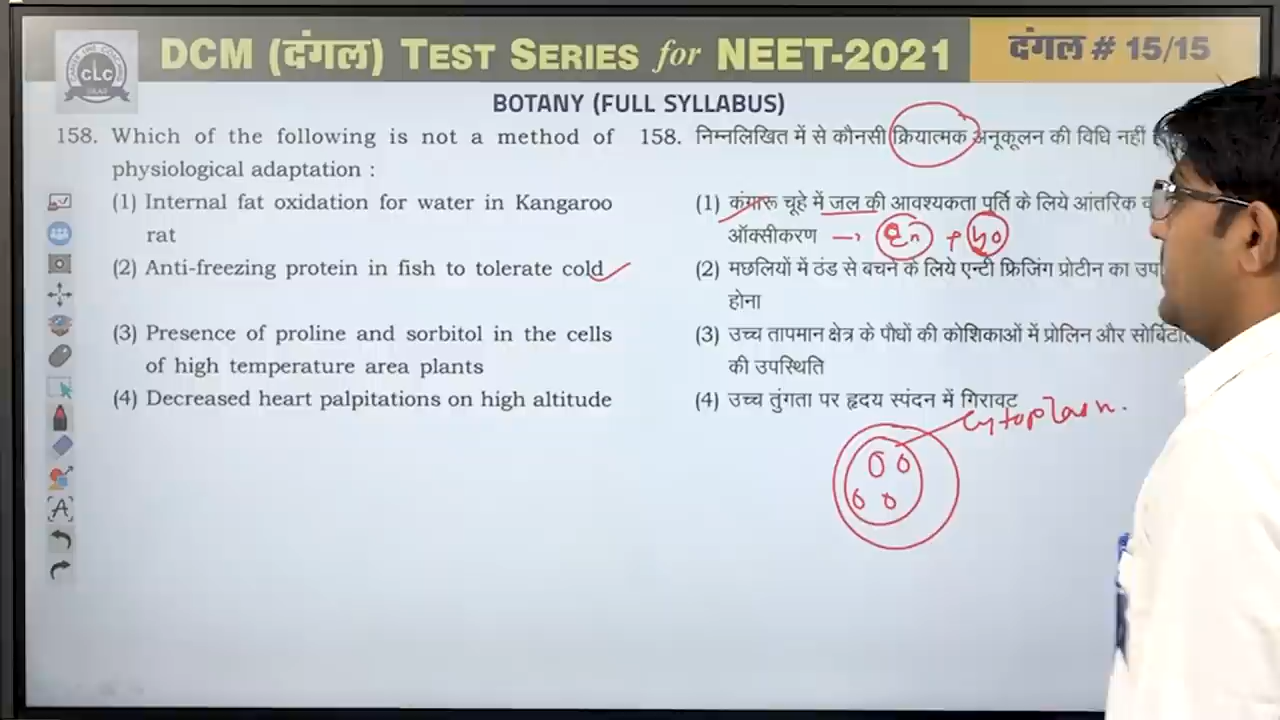 DCM (दंगल) TEST SERIES for NEET-2021
दंगल # 15/15
CLC
BOTANY (FULL SYLLABUS)
158. Which of the following is not a method of
physiological adaptation :
(1) Internal fat oxidation for water in Kangaroo
rat
(2) Anti-freezing protein in fish to tolerate cold
(3) Presence of proline and sorbitol in the cells
of high temperature area plants
(4) Decreased heart palpitations on high altitude
158. निम्नलिखित में से कौनसी क्रियात्मक अनूकूलन की विधि नहीं
(1) कंगारू चूहे में जल की आवश्यकता पूर्ति के लिये आंतरिक
ऑक्सीकरण →
(2) मछलियों में ठंड से बचने के लिये एन्टी फ्रिजिंग प्रोटीन का
होना
(3) उच्च तापमान क्षेत्र के पौधों की कोशिकाओं में प्रोलिन और
की उपस्थिति
(4) उच्च तुंगता पर हृदय स्पंदन में गिरावट
Cytoplasm.
[A]